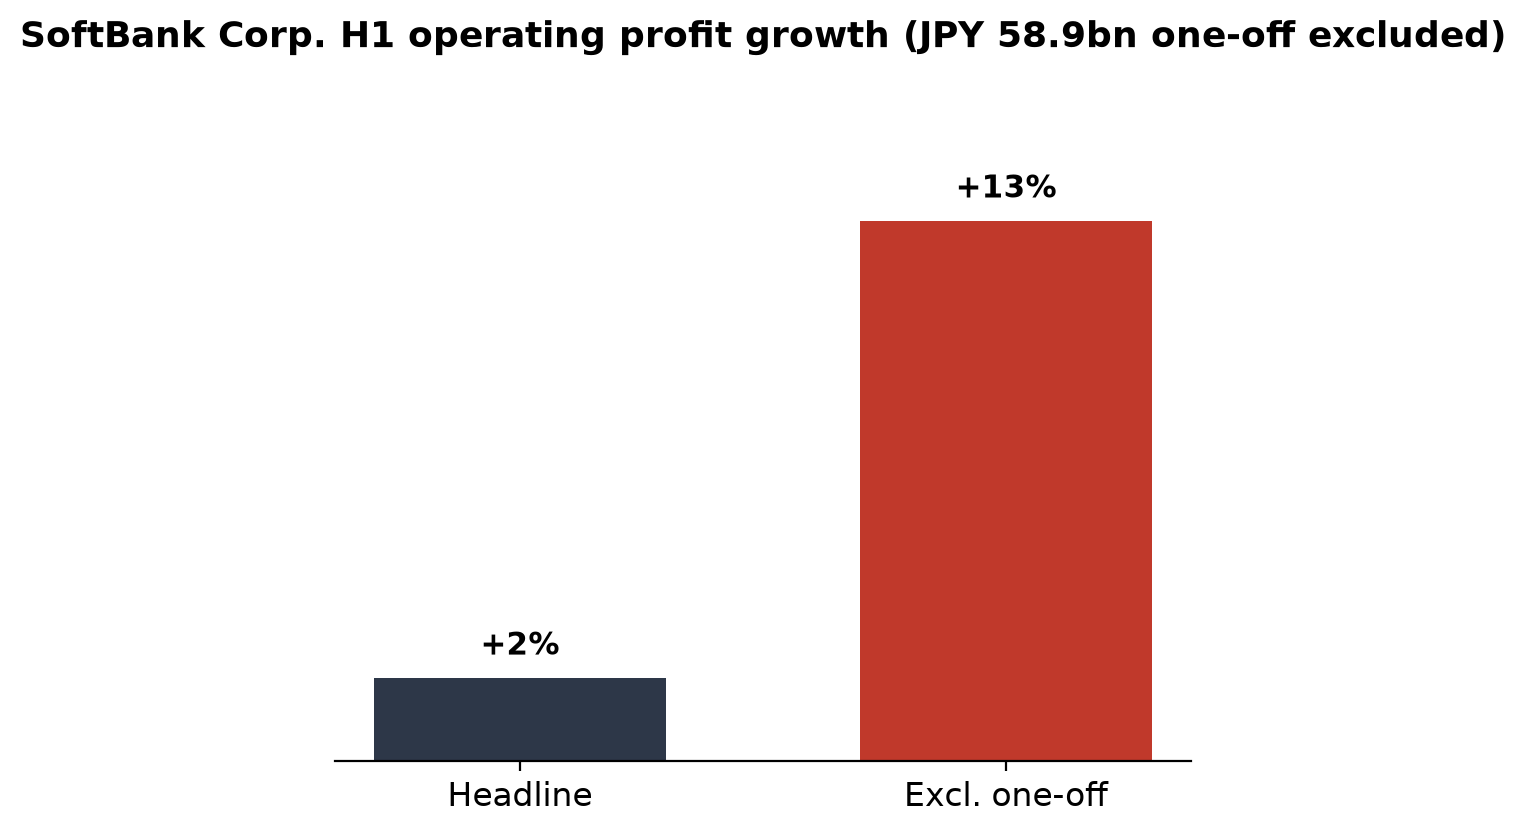 SoftBank Corp. H1 operating profit growth (JPY 58.9bn one-off excluded)
+13%
+2%
Headline
Excl. one-off